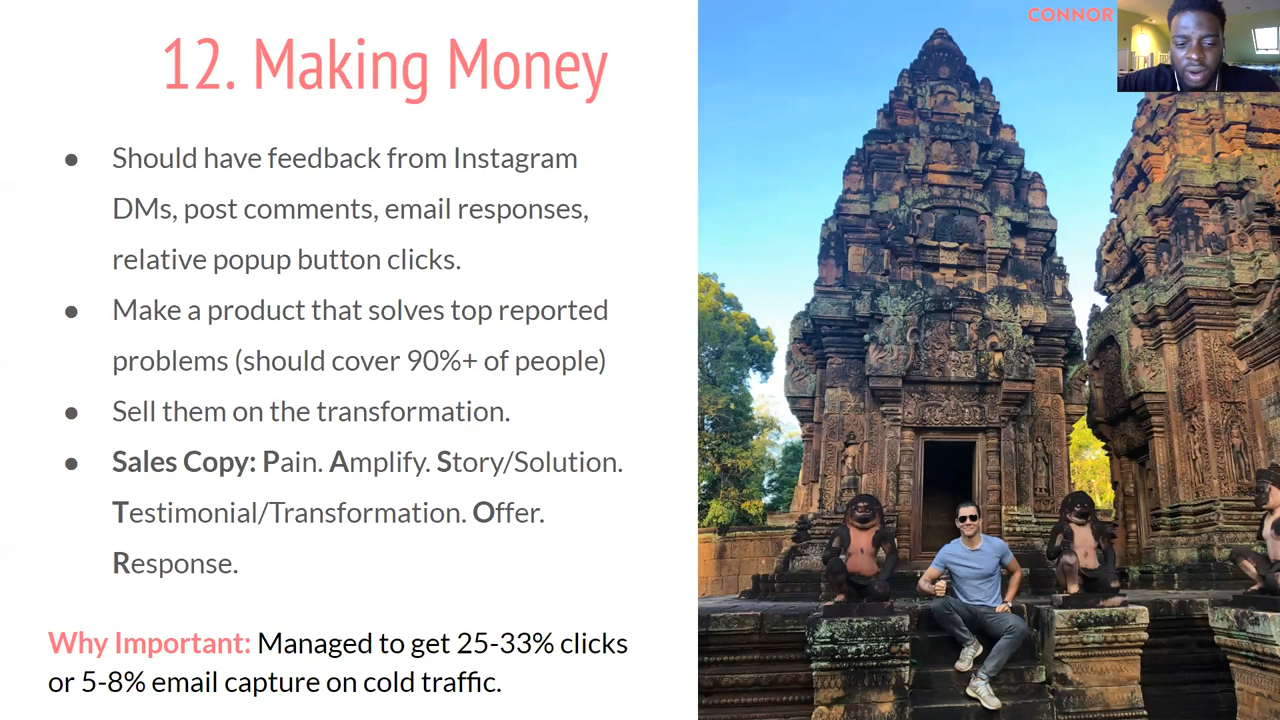 12. Making Money
CONNOR
● Should have feedback from Instagram
DMs, post comments, email responses,
relative popup button clicks.
● Make a product that solves top reported
problems (should cover 90%+ of people)
● Sell them on the transformation.
● Sales Copy: Pain. Amplify. Story/Solution.
Testimonial/Transformation. Offer.
Response.
Why Important: Managed to get 25-33% clicks
or 5-8% email capture on cold traffic.